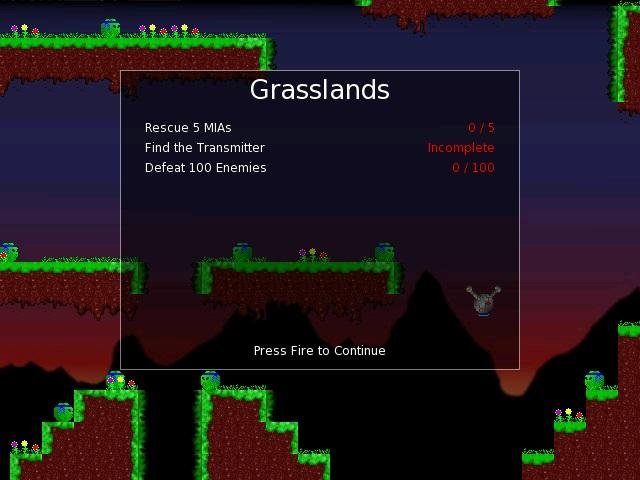 Grasslands
Rescue 5 MIAs 0 / 5
Find the Transmitter Incomplete
Defeat 100 Enemies 0 / 100
Press Fire to Continue